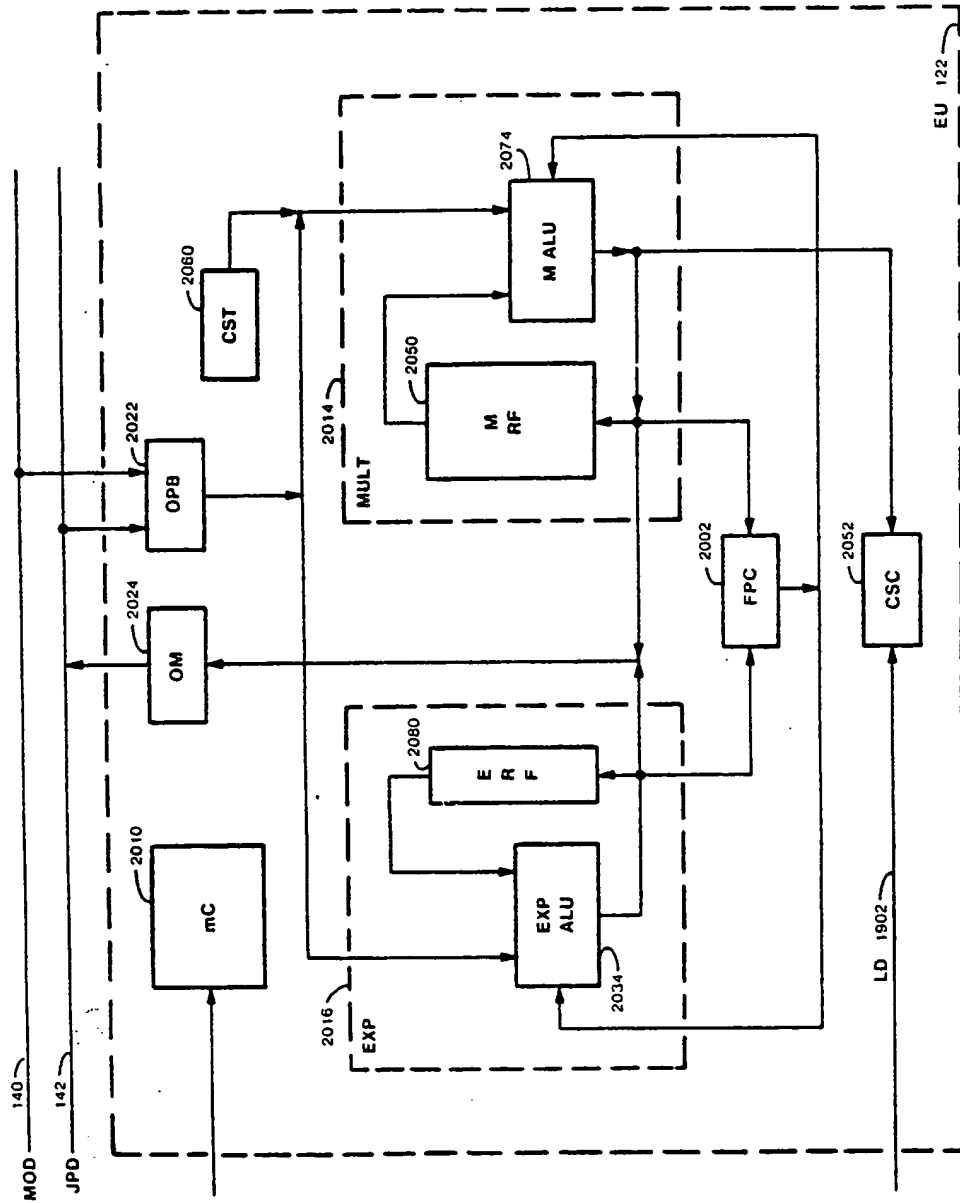 MOD 140
JPD 142
mC 2010
OM 2024
OPB 2022
CST 2060
2016
EXP
EXP
ALU
2034
E
R
F
2080
2014
MULT
M
RF
2050
M ALU
2074
FPC 2002
CSC 2052
LD 1902
EU 122